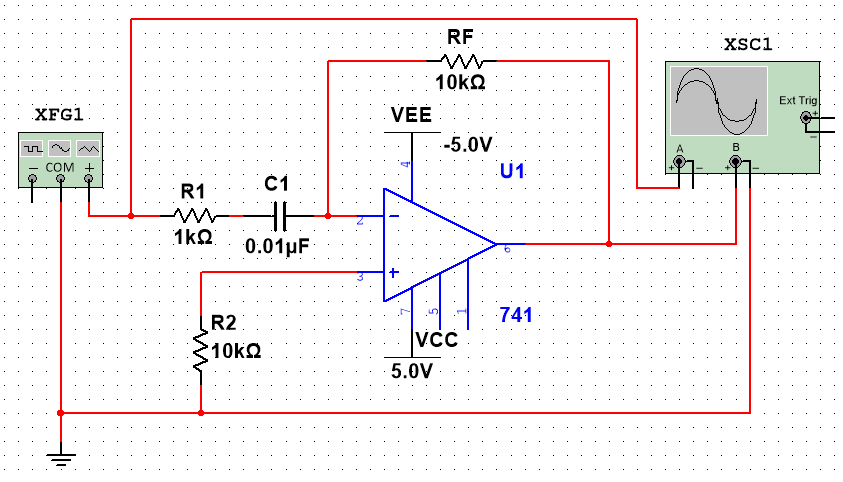 XSC1
RF
10kΩ
Ext Trig
+
−
A
B
+ −
+ −
XFG1
− COM +
VEE
-5.0V
4
U1
R1
1kΩ
C1
0.01µF
2
−
6
3
+
7
5
1
741
VCC
5.0V
R2
10kΩ